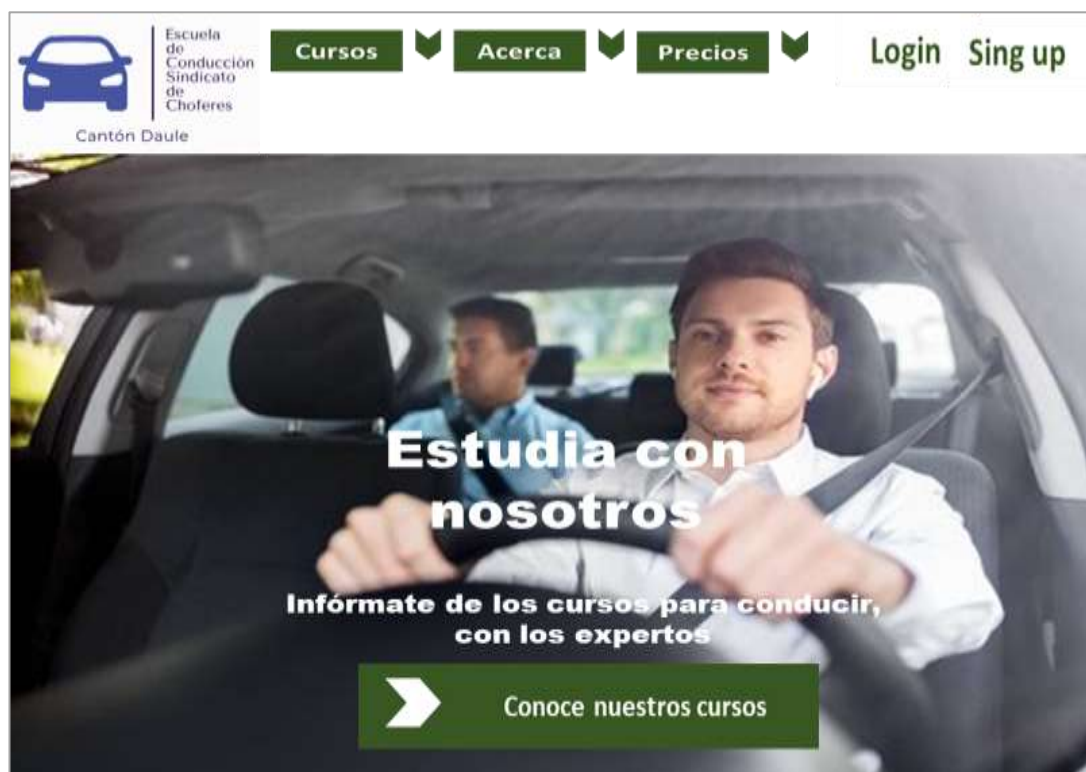 Escuela
de
Conducción
Sindicato
de
Choferes
Cantón Daule
Cursos
Acerca
Precios
Login
Sing up
Estudia con
nosotros
Infórmate de los cursos para conducir,
con los expertos
Conoce nuestros cursos